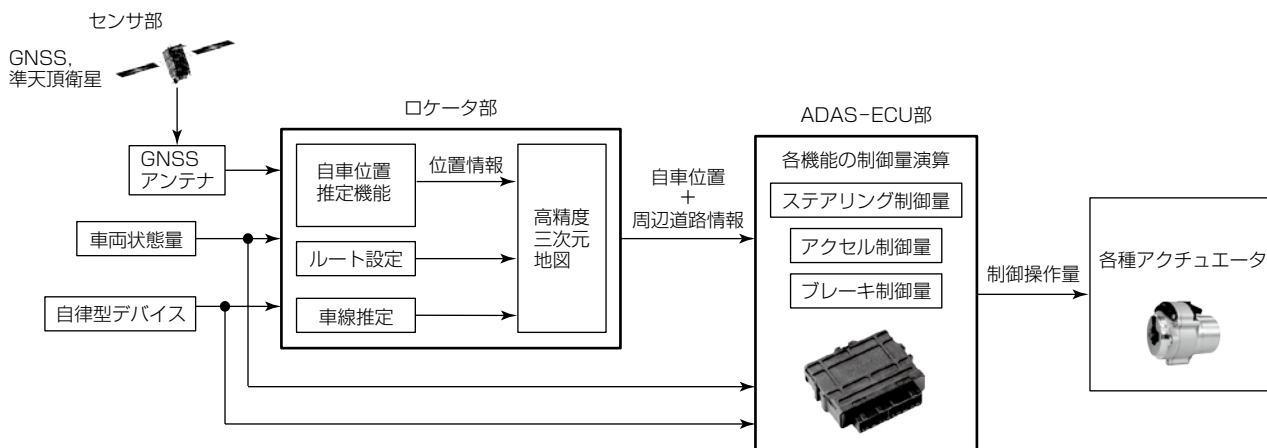 センサ部
GNSS,
準天頂衛星
GNSS
アンテナ
車両状態量
自律型デバイス
ロケータ部
自車位置
推定機能
位置情報
ルート設定
車線推定
高精度
三次元
地図
自車位置
+
周辺道路情報
ADAS-ECU部
各機能の制御量演算
ステアリング制御量
アクセル制御量
ブレーキ制御量
制御操作量
各種アクチュエータ